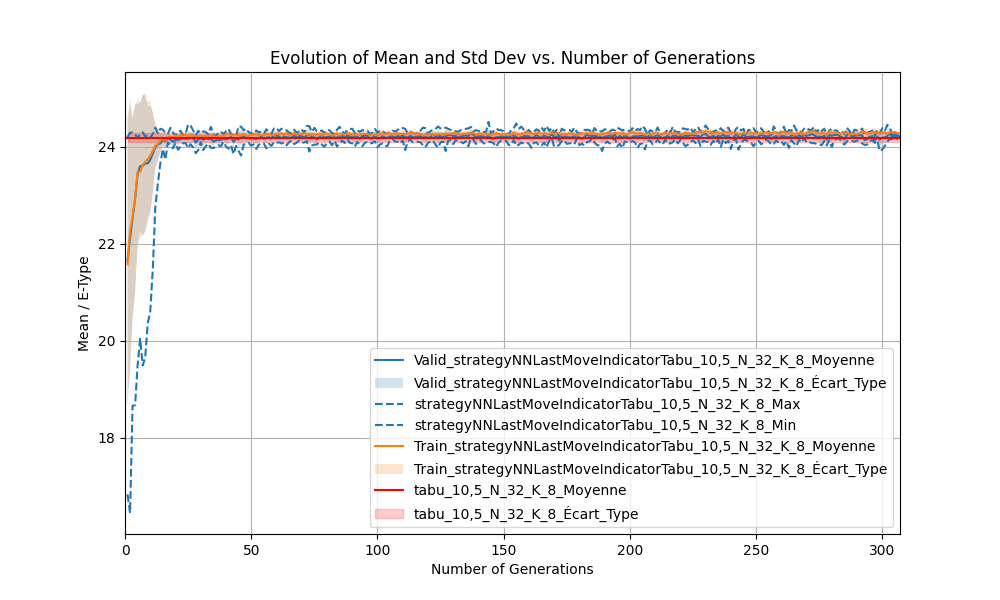 Evolution of Mean and Std Dev vs. Number of Generations
Mean / E-Type
24
22
20
18
0 50 100 150 200 250 300
Number of Generations
Valid_strategyNNLastMoveIndicatorTabu_10,5_N_32_K_8_Moyenne
Valid_strategyNNLastMoveIndicatorTabu_10,5_N_32_K_8_Écart_Type
strategyNNLastMoveIndicatorTabu_10,5_N_32_K_8_Max
strategyNNLastMoveIndicatorTabu_10,5_N_32_K_8_Min
Train_strategyNNLastMoveIndicatorTabu_10,5_N_32_K_8_Moyenne
Train_strategyNNLastMoveIndicatorTabu_10,5_N_32_K_8_Écart_Type
tabu_10,5_N_32_K_8_Moyenne
tabu_10,5_N_32_K_8_Écart_Type